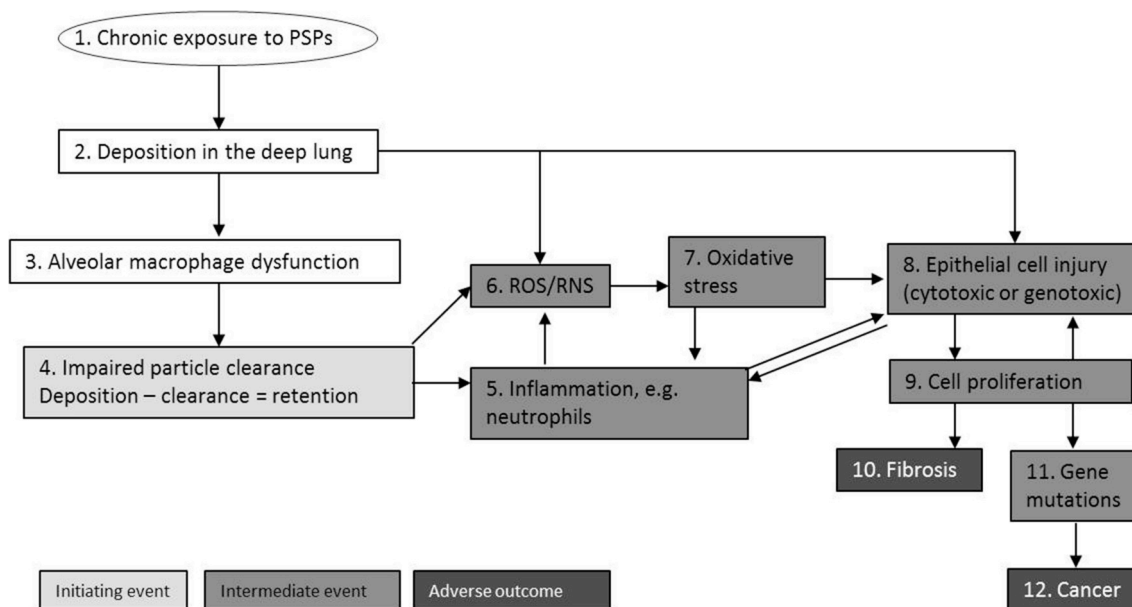 1. Chronic exposure to PSPs
2. Deposition in the deep lung
3. Alveolar macrophage dysfunction
4. Impaired particle clearance
Deposition – clearance = retention
6. ROS/RNS
7. Oxidative
stress
5. Inflammation, e.g.
neutrophils
8. Epithelial cell injury
(cytotoxic or genotoxic)
9. Cell proliferation
10. Fibrosis
11. Gene
mutations
12. Cancer
Initiating event
Intermediate event
Adverse outcome